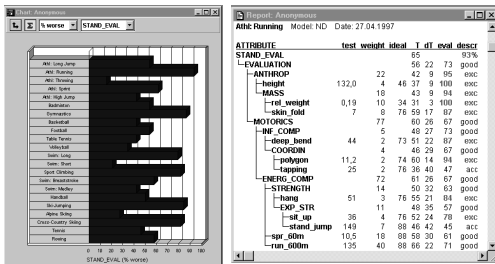 Chart: Anonymous
% worse STAND_EVAL
Athl: Long Jump
Athl: Running
Athl: Throwing
Athl: Sprint
Athl: High Jump
Badminton
Gymnastics
Basketball
Football
Table Tennis
Volleyball
Swim: Long
Swim: Short
Sport Climbing
Swim: Breaststroke
Swim: Medley
Handball
Ski-Jumping
Alpine Skiing
Cross-Country Skiing
Tennis
Rowing
0 10 20 30 40 50 60 70 80 90 100
STAND_EVAL (% worse)
Report: Anonymous
Athl: Running Model: ND Date: 27.04.1997
ATTRIBUTE test weight ideal T dT eval descr
STAND_EVAL 65 93%
EVALUATION 56 22 73 good
ANTHROP 22 42 9 95 exc
height 132,0 4 46 37 9 100 exc
MASS 18 43 9 94 exc
rel_weight 0,19 10 34 31 3 100 exc
skin_fold 7 8 76 59 17 87 exc
MOTORICS 77 60 26 67 good
INF_COMP 5 48 27 73 good
deep_bend 44 2 73 51 22 87 exc
COORDIN 4 46 29 67 good
polygon 11,2 2 74 60 14 94 exc
tapping 25 2 76 36 40 47 acc
ENERG_COMP 72 61 26 67 good
STRENGTH 14 50 32 63 good
hang 51 3 76 55 21 84 exc
EXP_STR 11 48 35 57 good
sit_up 36 4 76 52 24 78 exc
stand_jump 149 7 88 46 42 45 acc
spr_60m 10,5 18 88 58 30 61 good
run_600m 135 40 88 66 22 71 good